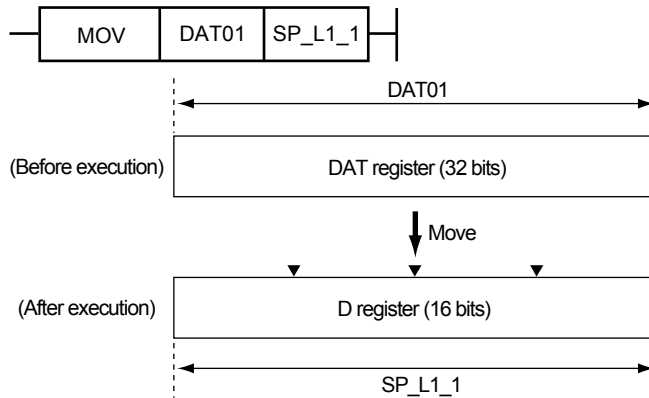 MOV DAT01 SP_L1_1
DAT01
(Before execution) DAT register (32 bits)
Move
(After execution) D register (16 bits)
SP_L1_1